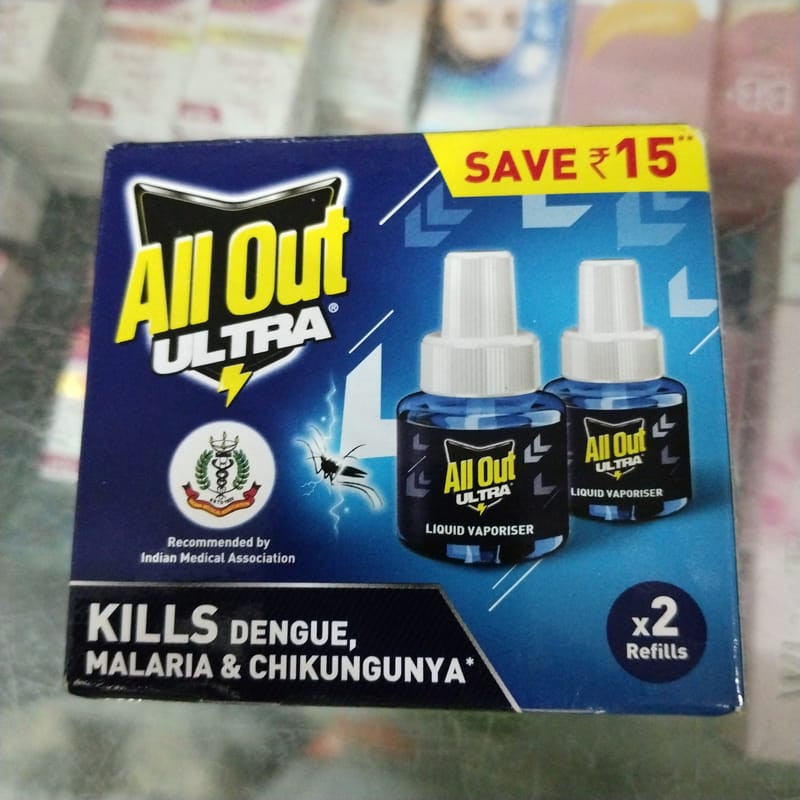 SAVE ₹15**
All Out
ULTRA®
Recommended by
Indian Medical Association
All Out
ULTRA
LIQUID VAPORISER
All Out
ULTRA
LIQUID VAPORISER
KILLS DENGUE,
MALARIA & CHIKUNGUNYA*
x2
Refills